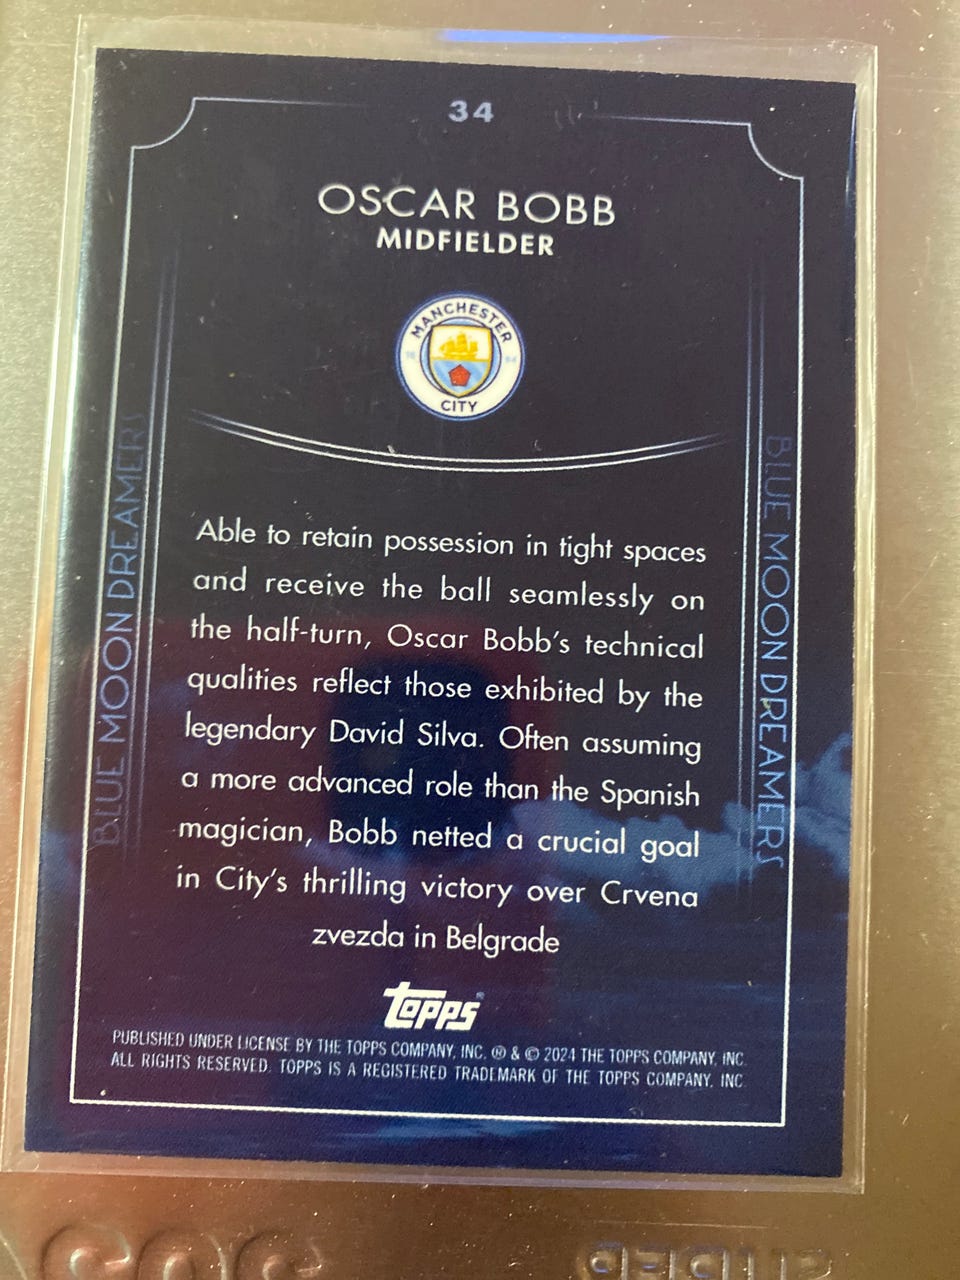 34
OSCAR BOBB
MIDFIELDER
MANCHESTER
18 94
CITY
BLUE MOON DREAMERS
BLUE MOON DREAMERS
Able to retain possession in tight spaces
and receive the ball seamlessly on
the half-turn, Oscar Bobb's technical
qualities reflect those exhibited by the
legendary David Silva. Often assuming
a more advanced role than the Spanish
magician, Bobb netted a crucial goal
in City's thrilling victory over Crvena
zvezda in Belgrade
Topps®
PUBLISHED UNDER LICENSE BY THE TOPPS COMPANY, INC. ® & © 2024 THE TOPPS COMPANY, INC.
ALL RIGHTS RESERVED. TOPPS IS A REGISTERED TRADEMARK OF THE TOPPS COMPANY, INC.